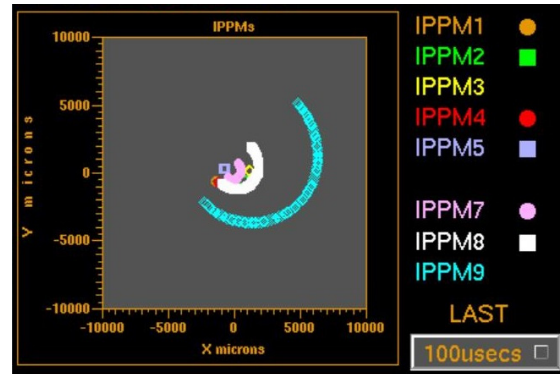 IPPMs
10000
5000
0
-5000
-10000
Y microns
-10000
-5000
0
5000
10000
X microns
IPPM1
IPPM2
IPPM3
IPPM4
IPPM5
IPPM7
IPPM8
IPPM9
LAST
100usecs